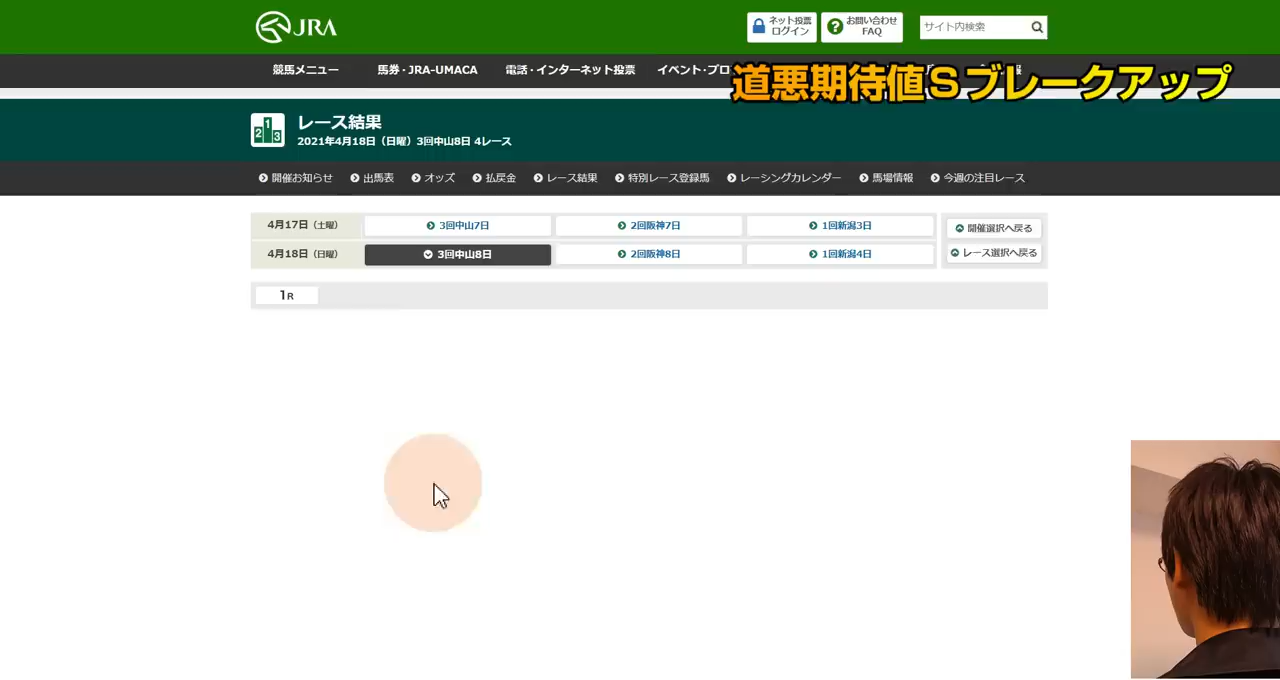 JRA
ネット投票
ログイン
お問い合わせ
FAQ
サイト内検索
競馬メニュー
馬券・JRA-UMACA
電話・インターネット投票
イベント・プロ
道悪期待値Sブレークアップ
レース結果
2021年4月18日（日曜）3回中山8日 4レース
開催お知らせ
出馬表
オッズ
払戻金
レース結果
特別レース登録馬
レーシングカレンダー
馬場情報
今週の注目レース
4月17日（土曜）
3回中山7日
2回阪神7日
1回新潟3日
開催選択へ戻る
4月18日（日曜）
3回中山8日
2回阪神8日
1回新潟4日
レース選択へ戻る
1R